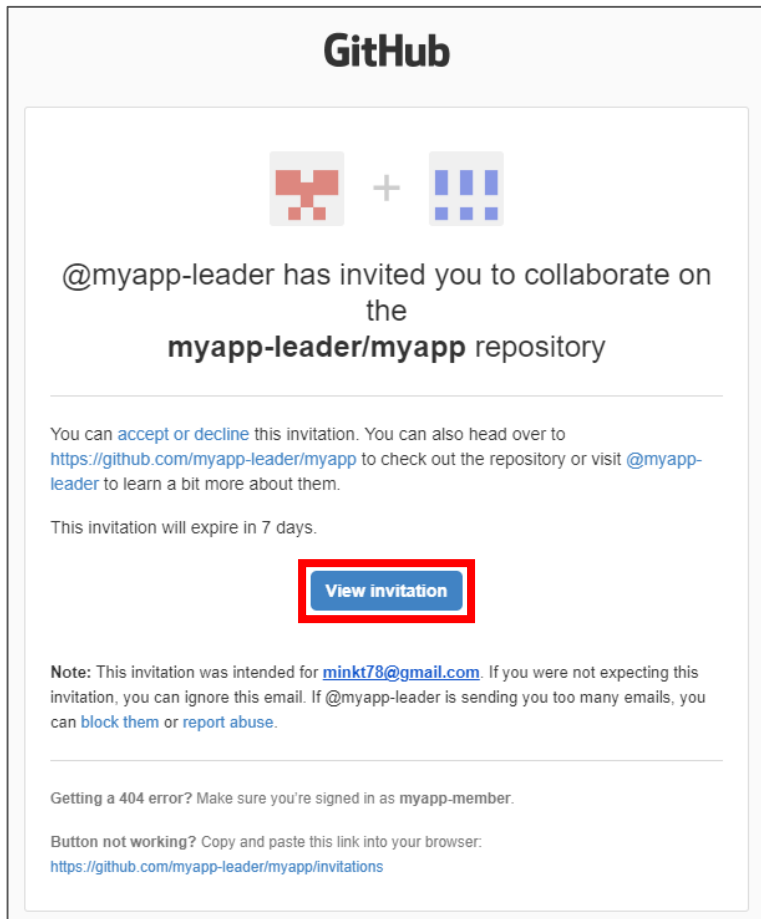 GitHub
@myapp-leader has invited you to collaborate on
the
myapp-leader/myapp repository
You can accept or decline this invitation. You can also head over to
https://github.com/myapp-leader/myapp to check out the repository or visit @myapp-
leader to learn a bit more about them.
This invitation will expire in 7 days.
View invitation
Note: This invitation was intended for minkt78@gmail.com. If you were not expecting this
invitation, you can ignore this email. If @myapp-leader is sending you too many emails, you
can block them or report abuse.
Getting a 404 error? Make sure you're signed in as myapp-member.
Button not working? Copy and paste this link into your browser:
https://github.com/myapp-leader/myapp/invitations